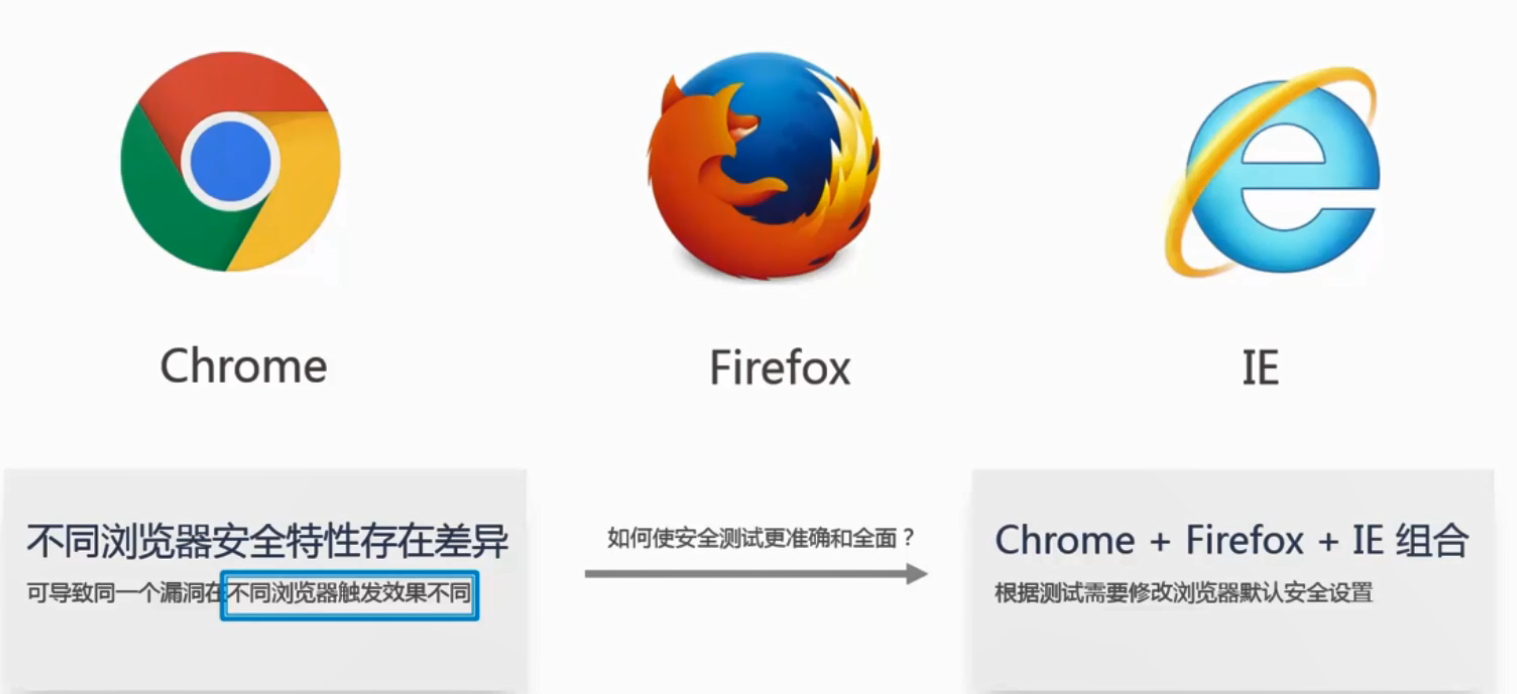 Chrome
Firefox
IE
不同浏览器安全特性存在差异
可导致同一个漏洞在不同浏览器触发效果不同
如何使安全测试更准确和全面？
Chrome + Firefox + IE 组合
根据测试需要修改浏览器默认安全设置